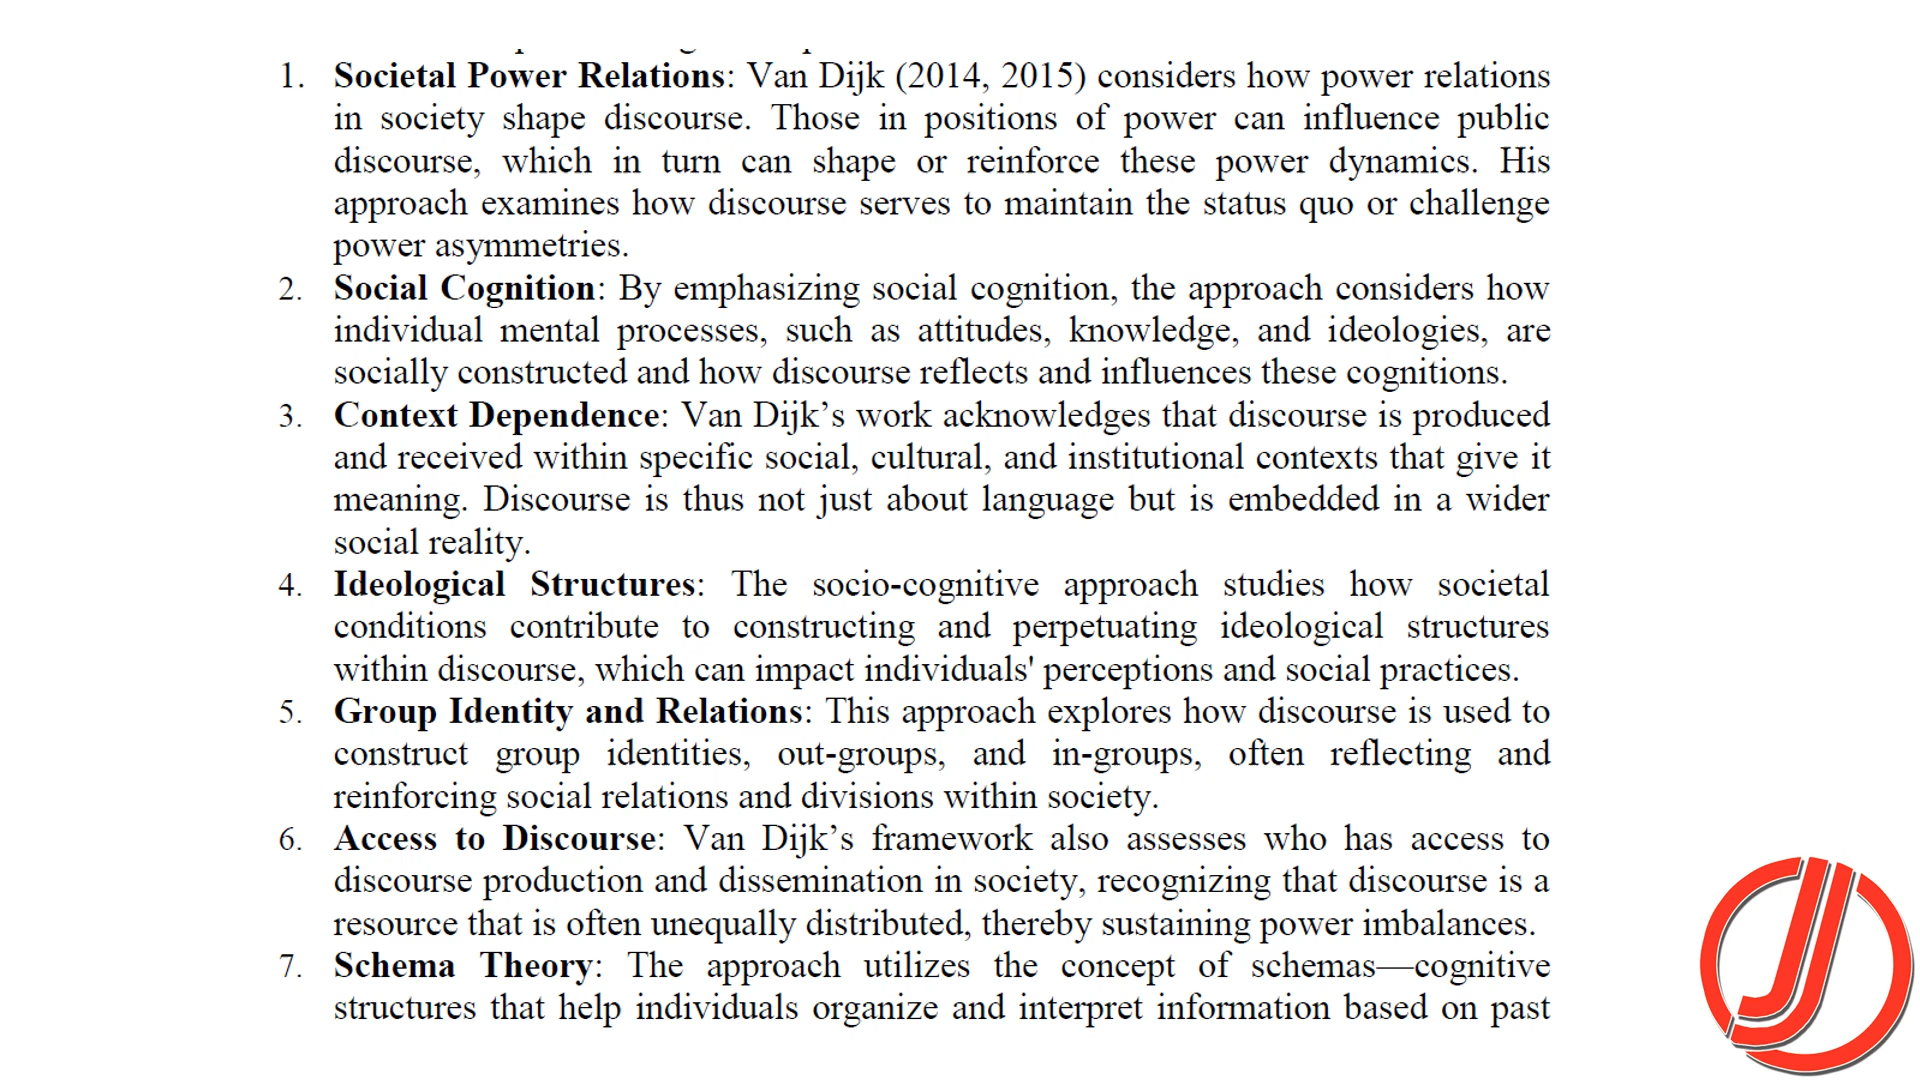 1. Societal Power Relations: Van Dijk (2014, 2015) considers how power relations
in society shape discourse. Those in positions of power can influence public
discourse, which in turn can shape or reinforce these power dynamics. His
approach examines how discourse serves to maintain the status quo or challenge
power asymmetries.
2. Social Cognition: By emphasizing social cognition, the approach considers how
individual mental processes, such as attitudes, knowledge, and ideologies, are
socially constructed and how discourse reflects and influences these cognitions.
3. Context Dependence: Van Dijk’s work acknowledges that discourse is produced
and received within specific social, cultural, and institutional contexts that give it
meaning. Discourse is thus not just about language but is embedded in a wider
social reality.
4. Ideological Structures: The socio-cognitive approach studies how societal
conditions contribute to constructing and perpetuating ideological structures
within discourse, which can impact individuals' perceptions and social practices.
5. Group Identity and Relations: This approach explores how discourse is used to
construct group identities, out-groups, and in-groups, often reflecting and
reinforcing social relations and divisions within society.
6. Access to Discourse: Van Dijk’s framework also assesses who has access to
discourse production and dissemination in society, recognizing that discourse is a
resource that is often unequally distributed, thereby sustaining power imbalances.
7. Schema Theory: The approach utilizes the concept of schemas—cognitive
structures that help individuals organize and interpret information based on past